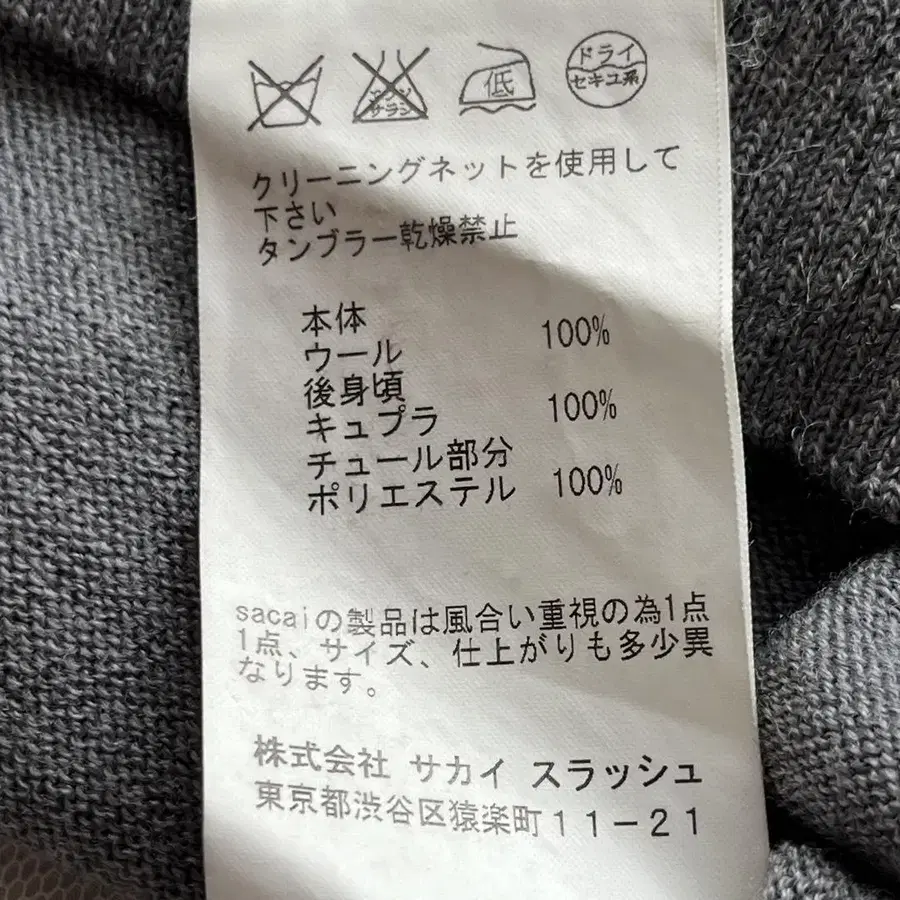 エンソ
サラシ
低
ドライ
セキユ系
クリーニングネットを使用して
下さい
タンブラー乾燥禁止
本体
ウール 100%
後身頃
キュプラ 100%
チュール部分
ポリエステル 100%
sacaiの製品は風合い重視の為1点
1点、サイズ、仕上がりも多少異
なります。
株式会社 サカイ スラッシュ
東京都渋谷区猿楽町11-21